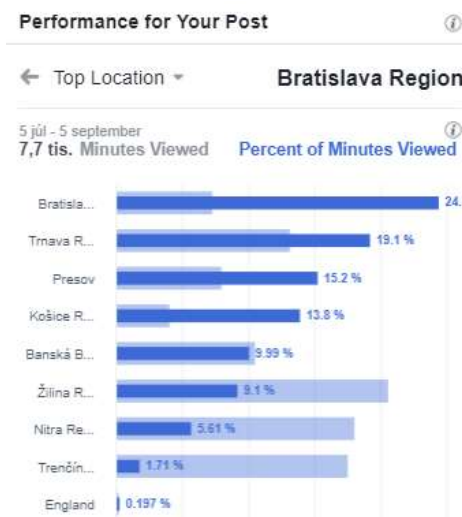 Performance for Your Post
← Top Location Bratislava Region
5 júl - 5 september
7,7 tis. Minutes Viewed Percent of Minutes Viewed
Bratisla... 24.
Trnava R... 19.1 %
Presov 15.2 %
Košice R... 13.8 %
Banská B... 9.99 %
Žilina R... 9.1 %
Nitra Re... 5.61 %
Trenčín... 1.71 %
England 0.197 %